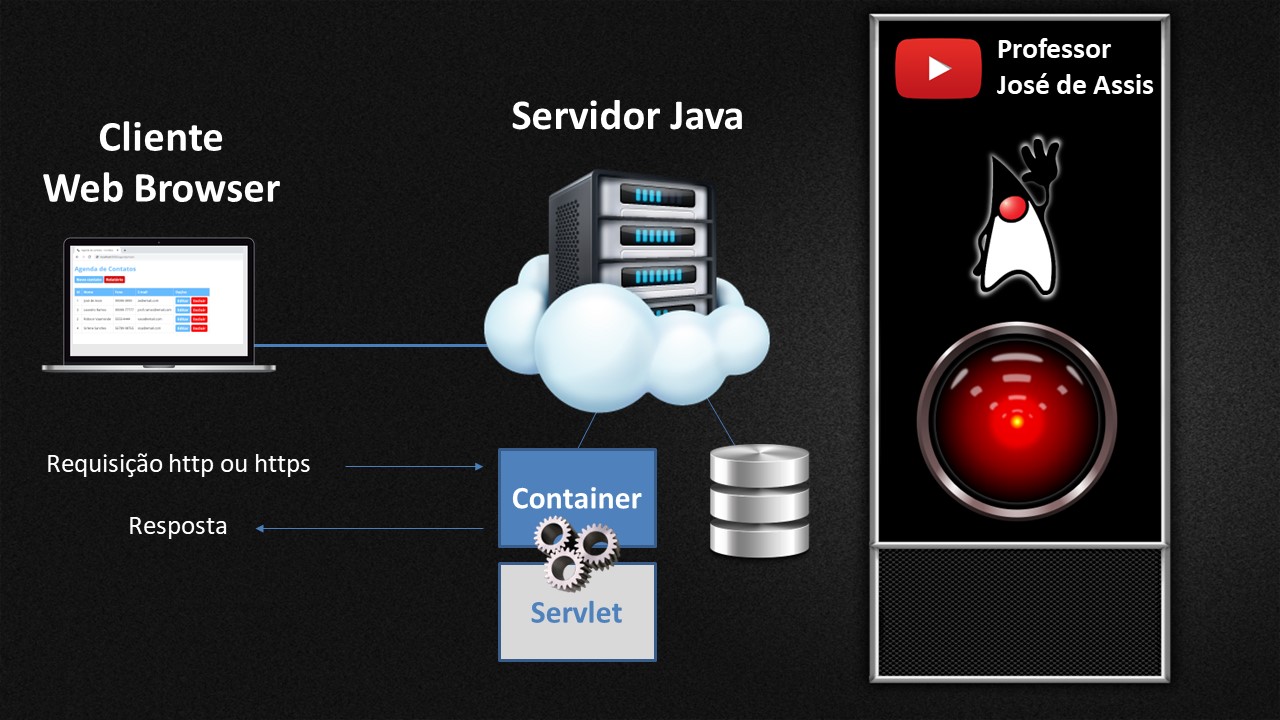 Professor
José de Assis
Servidor Java
Cliente
Web Browser
Agenda de Contatos
Requisição http ou https
Resposta
Container
Servlet